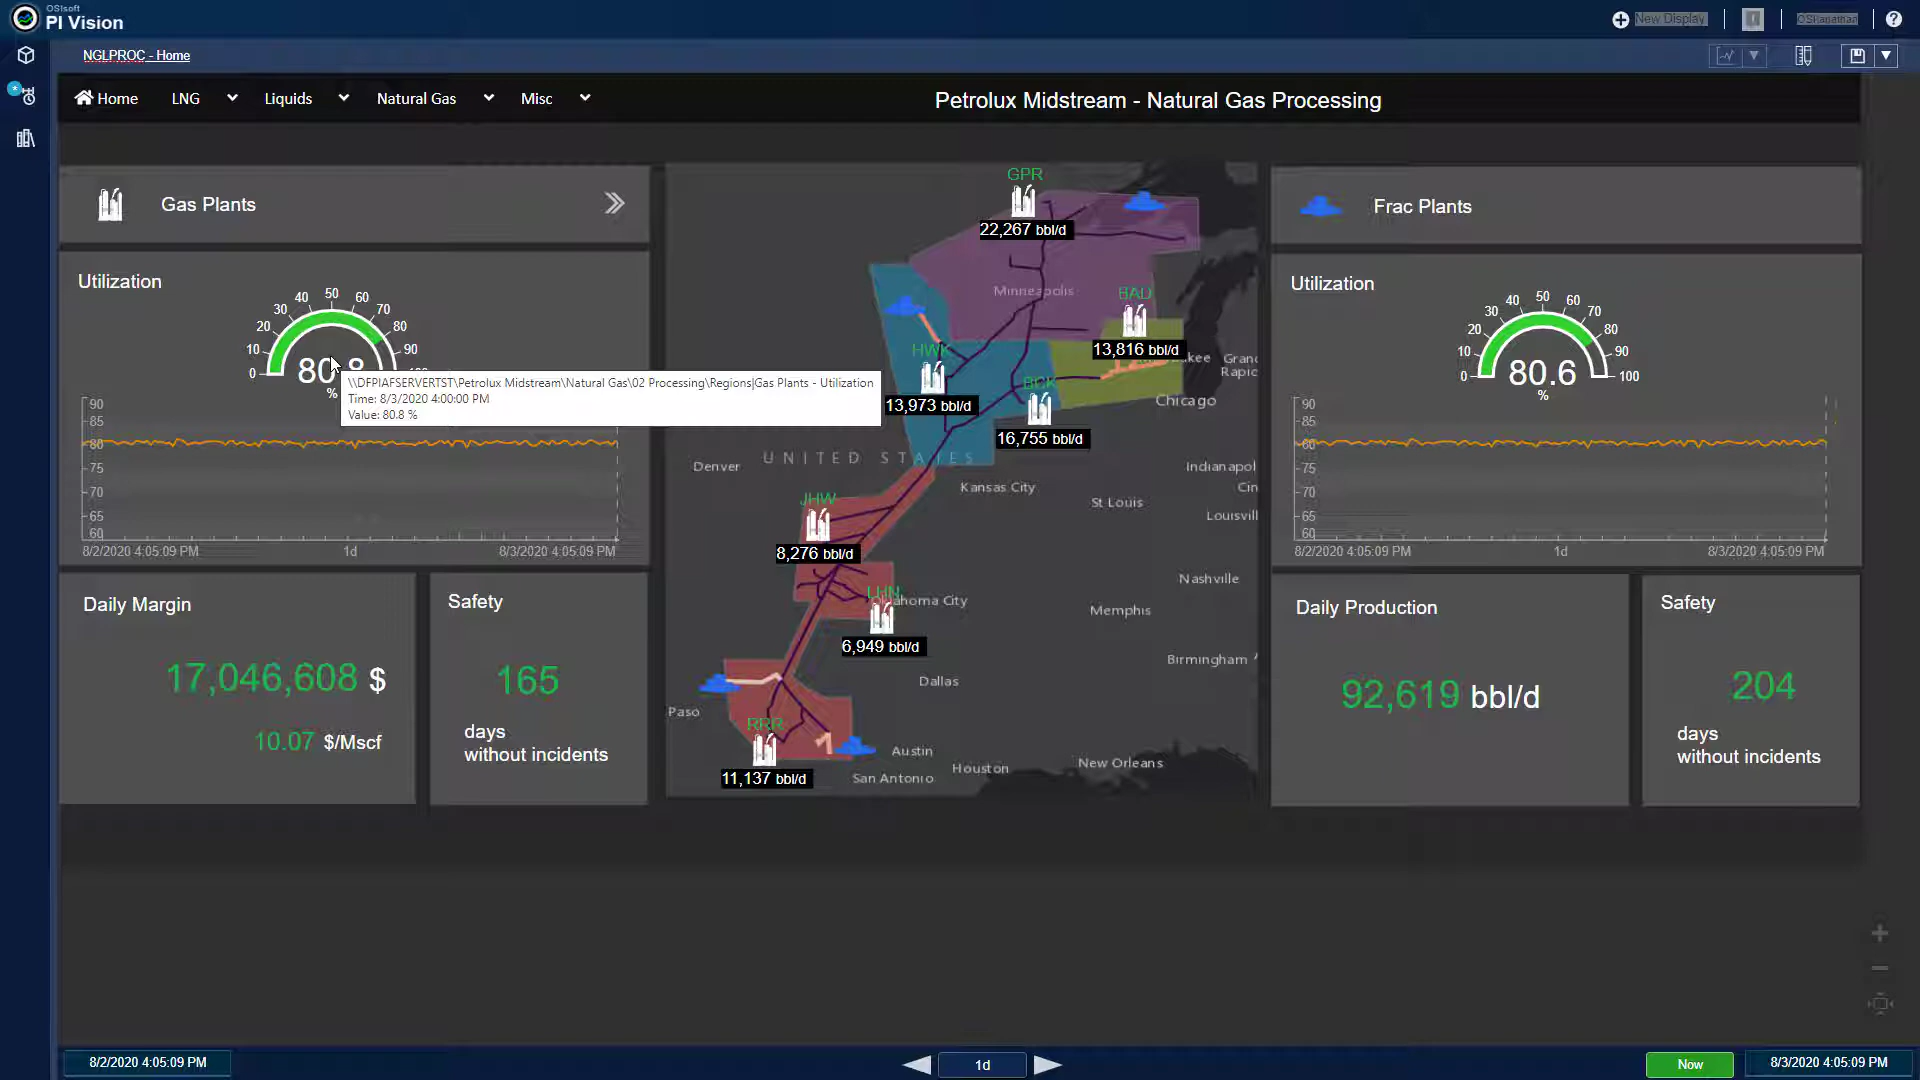 OSIsoft
PI Vision
New Display
?
NGLPROC - Home
Home
LNG
Liquids
Natural Gas
Misc
Petrolux Midstream - Natural Gas Processing
Gas Plants
Utilization
0
10
20
30
40
50
60
70
80
90
%
\\DFPIAFSERVERTST\Petrolux Midstream\Natural Gas\02 Processing\Regions|Gas Plants - Utilization
Time: 8/3/2020 4:00:00 PM
Value: 80.8 %
90
85
80
75
70
65
60
8/2/2020 4:05:09 PM
1d
8/3/2020 4:05:09 PM
Daily Margin
17,046,608 $
10.07 $/Mscf
Safety
165
days
without incidents
GPR
22,267 bbl/d
Minneapolis
BAD
13,816 bbl/d
HWK
13,973 bbl/d
BCK
16,755 bbl/d
Grand
Rapic
Chicago
Denver
UNITED STATES
Kansas City
Indianapol
Cin
St Louis
Louisvill
JHW
8,276 bbl/d
LHN
Oklahoma City
6,949 bbl/d
Nashville
Memphis
Birmingham
Dallas
Paso
RRR
11,137 bbl/d
Austin
San Antonio
Houston
New Orleans
Frac Plants
Utilization
0
10
20
30
40
50
60
70
80
90
100
80.6
%
90
85
80
75
70
65
60
8/2/2020 4:05:09 PM
1d
8/3/2020 4:05:09 PM
Daily Production
92,619 bbl/d
Safety
204
days
without incidents
8/2/2020 4:05:09 PM
1d
Now
8/3/2020 4:05:09 PM